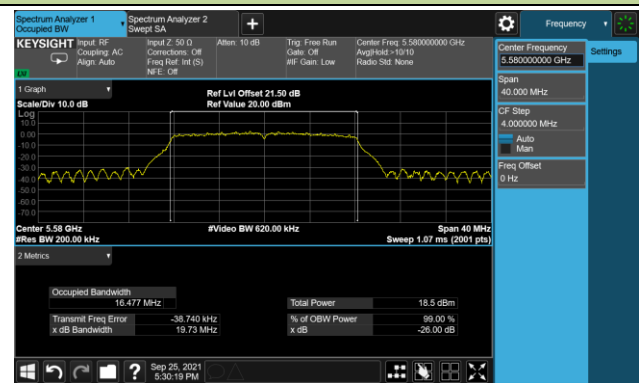 Spectrum Analyzer 1
Occupied BW
Spectrum Analyzer 2
Swept SA
+
Frequency
KEYSIGHT
Input: RF
Coupling: AC
Align: Auto
Input Z: 50 Ω
Corrections: Off
Freq Ref: Int (S)
NFE: Off
Atten: 10 dB
Trig: Free Run
Gate: Off
#IF Gain: Low
Center Freq: 5.580000000 GHz
Avg|Hold:>10/10
Radio Std: None
Center Frequency
5.580000000 GHz
Settings
Span
40.000 MHz
CF Step
4.000000 MHz
Auto
Man
Freq Offset
0 Hz
1 Graph
Scale/Div 10.0 dB
Ref Lvl Offset 21.50 dB
Ref Value 20.00 dBm
Log
10.0
0.00
-10.0
-20.0
-30.0
-40.0
-50.0
-60.0
-70.0
Center 5.58 GHz
#Res BW 200.00 kHz
#Video BW 620.00 kHz
Span 40 MHz
Sweep 1.07 ms (2001 pts)
2 Metrics
Occupied Bandwidth
16.477 MHz
Transmit Freq Error -38.740 kHz
x dB Bandwidth 19.73 MHz
Total Power 18.5 dBm
% of OBW Power 99.00 %
x dB -26.00 dB
?
Sep 25, 2021
5:30:19 PM